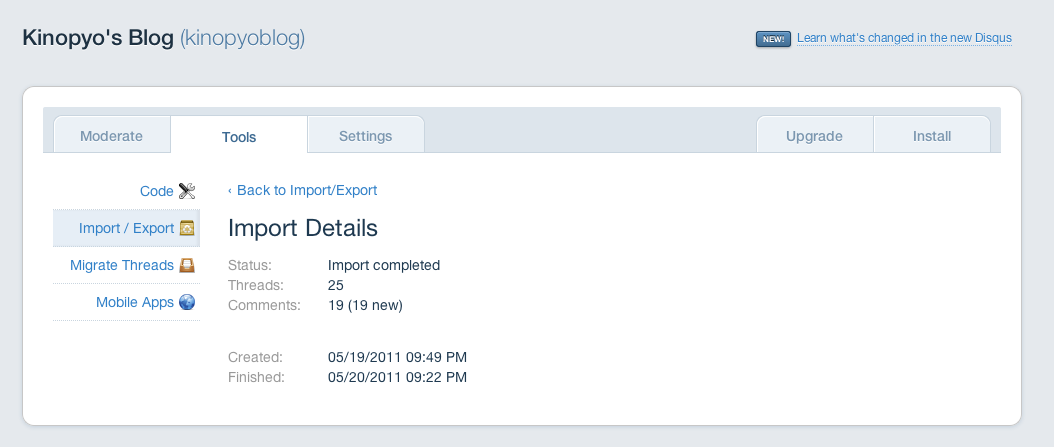 Kinopyo's Blog (kinopyoblog)
NEW! Learn what's changed in the new Disqus
Moderate
Tools
Settings
Upgrade
Install
Code
Import / Export
Migrate Threads
Mobile Apps
‹ Back to Import/Export
Import Details
Status: Import completed
Threads: 25
Comments: 19 (19 new)
Created: 05/19/2011 09:49 PM
Finished: 05/20/2011 09:22 PM